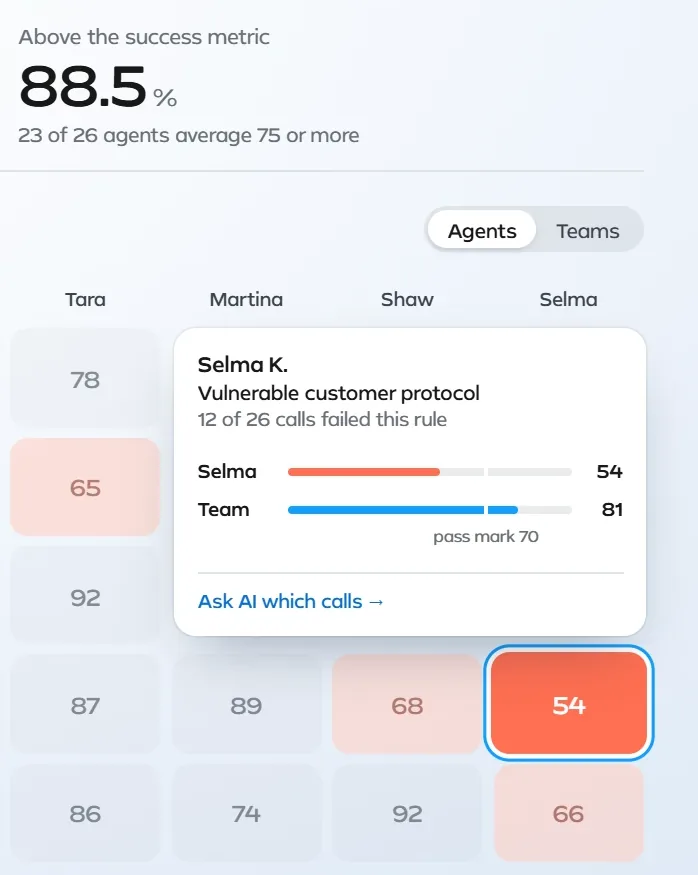 Above the success metric
88.5 %
23 of 26 agents average 75 or more
Agents Teams
Tara Martina Shaw Selma
78
Selma K.
Vulnerable customer protocol
12 of 26 calls failed this rule
65
Selma 54
Team 81
pass mark 70
92
Ask AI which calls →
87 89 68 54
86 74 92 66